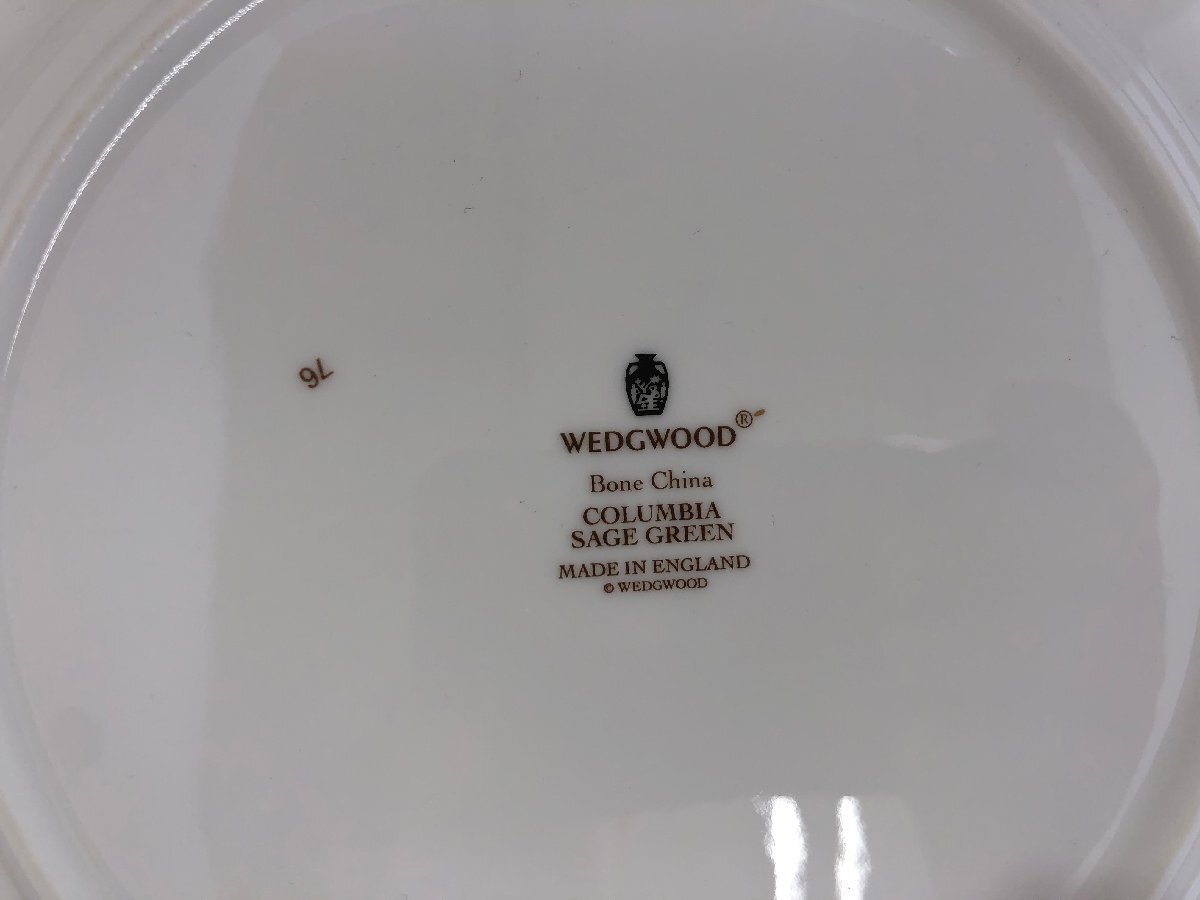 76
WEDGWOOD®
Bone China
COLUMBIA
SAGE GREEN
MADE IN ENGLAND
© WEDGWOOD